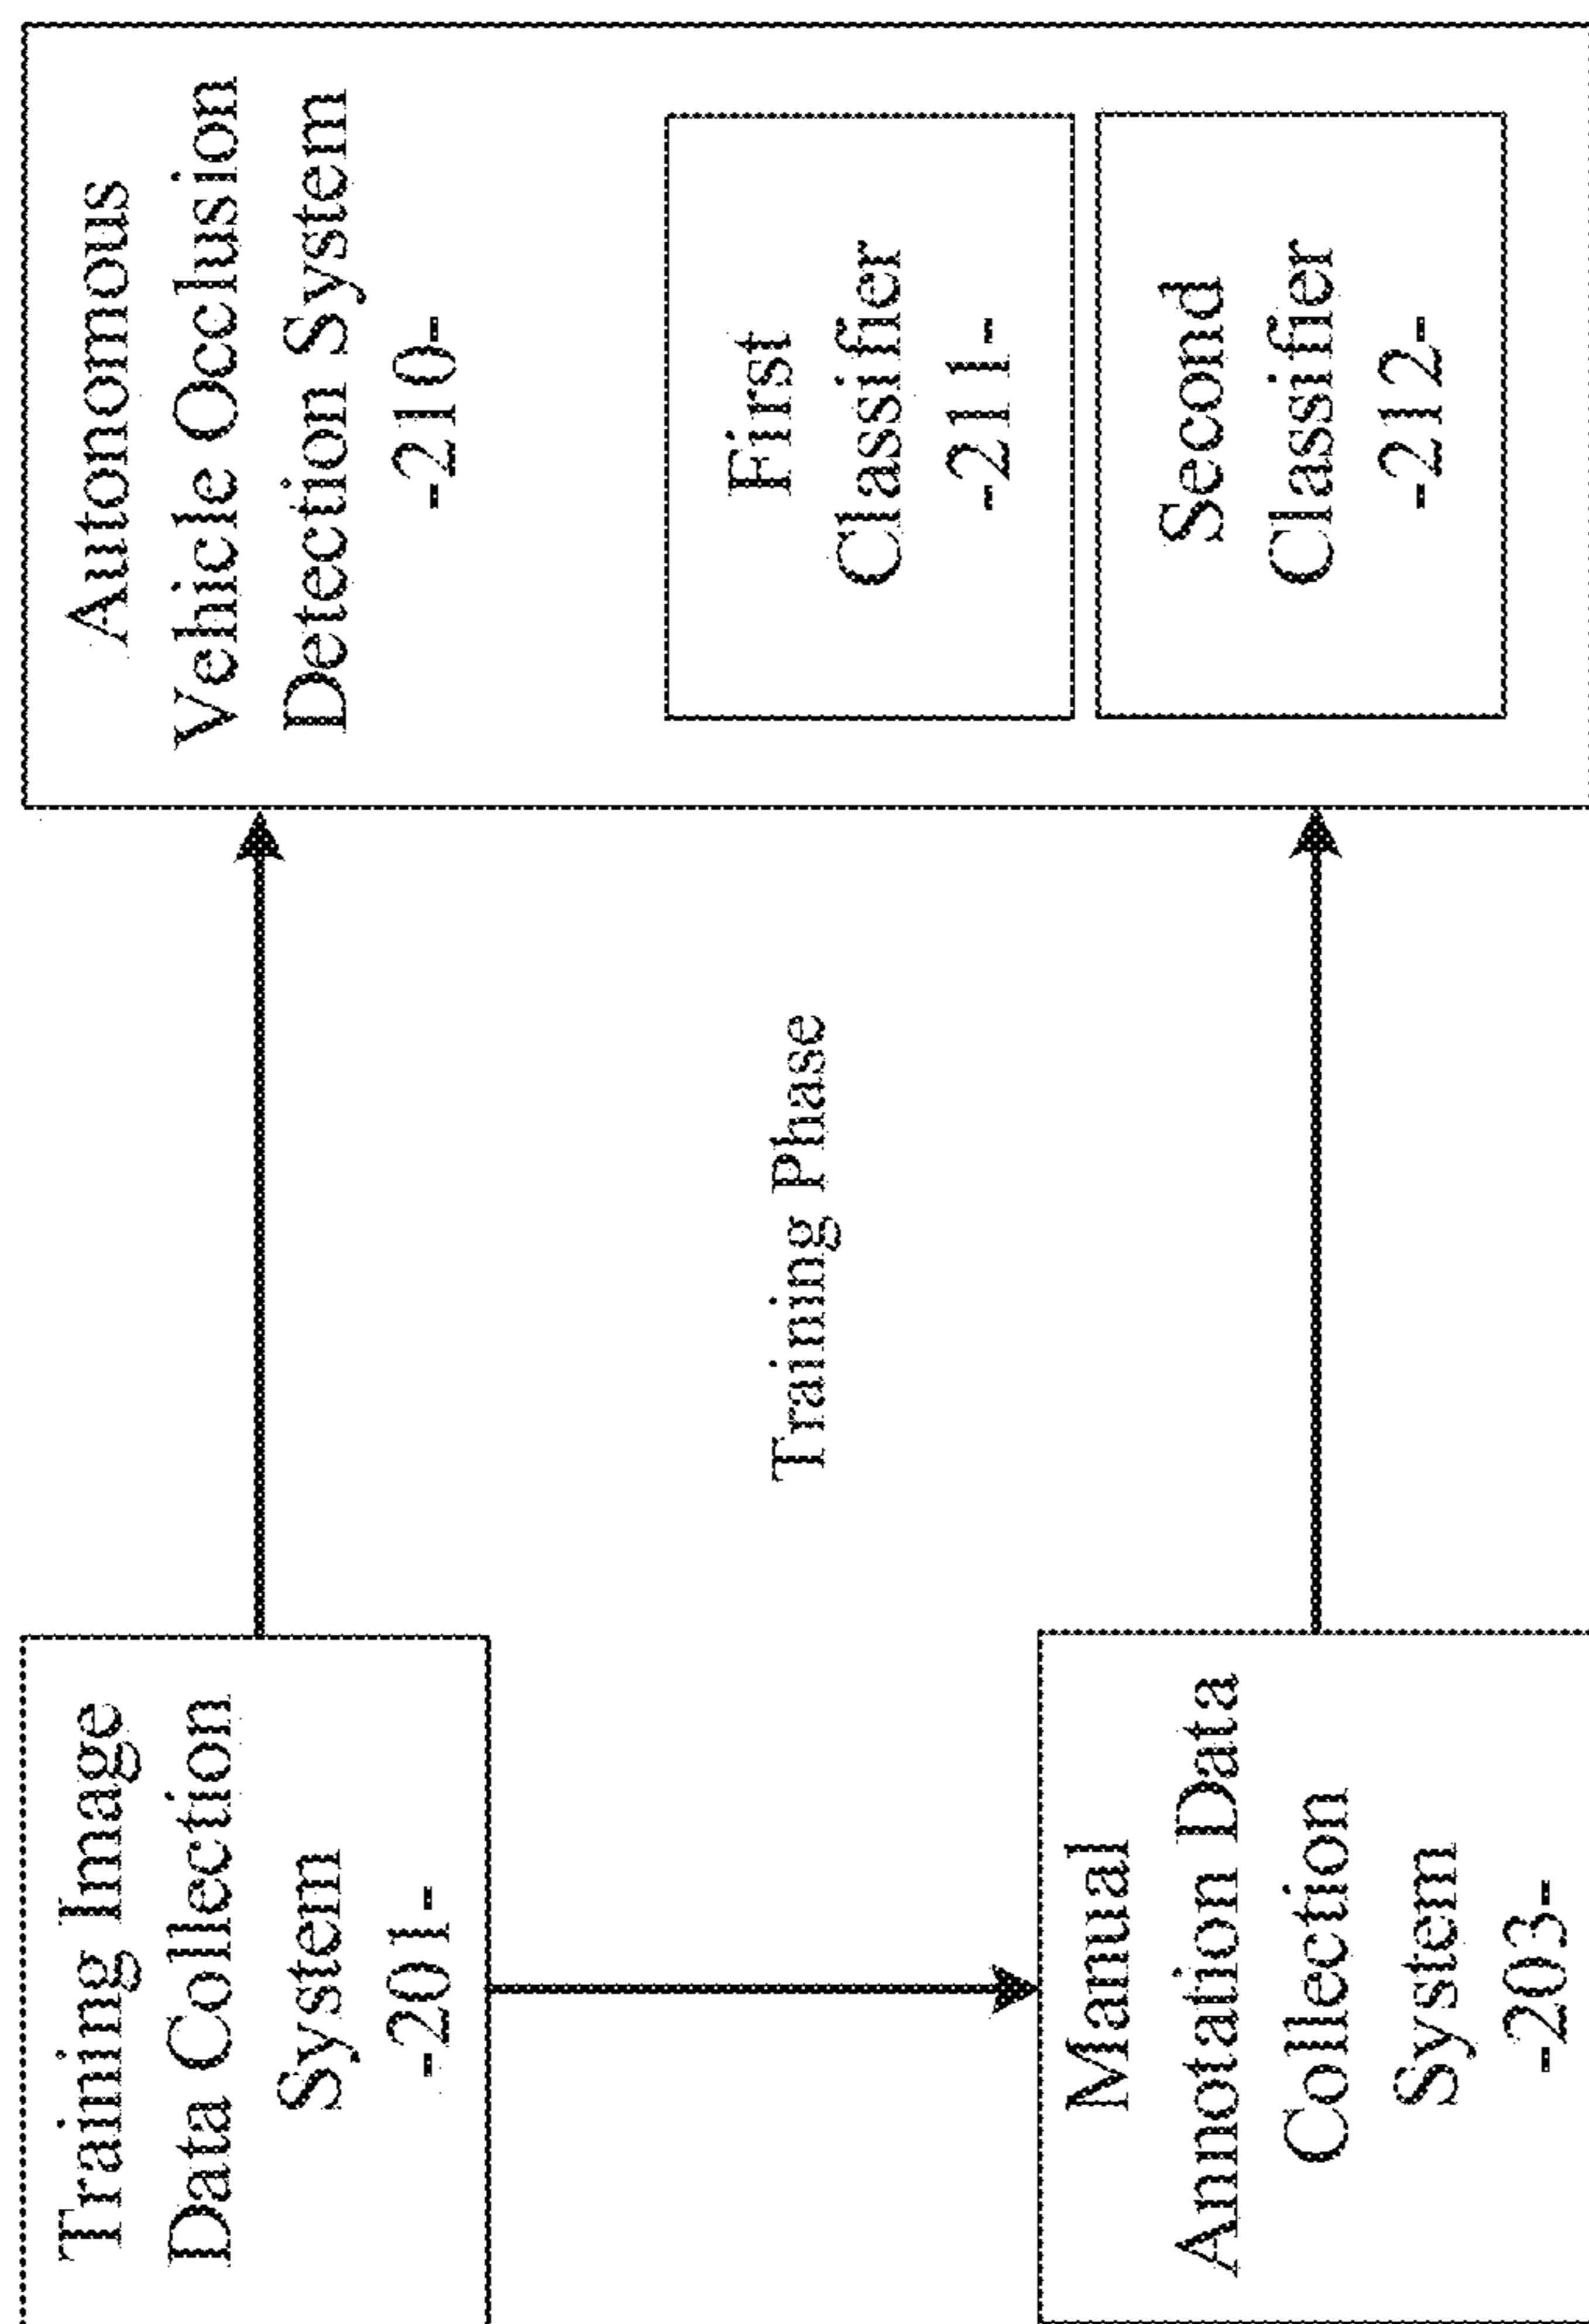 Training Image
Data Collection
System
-201-
Manual
Annotation Data
Collection
System
-203-
Training Phase
Autonomous
Vehicle Occlusion
Detection System
-210-
First
Classifier
-211-
Second
Classifier
-212-